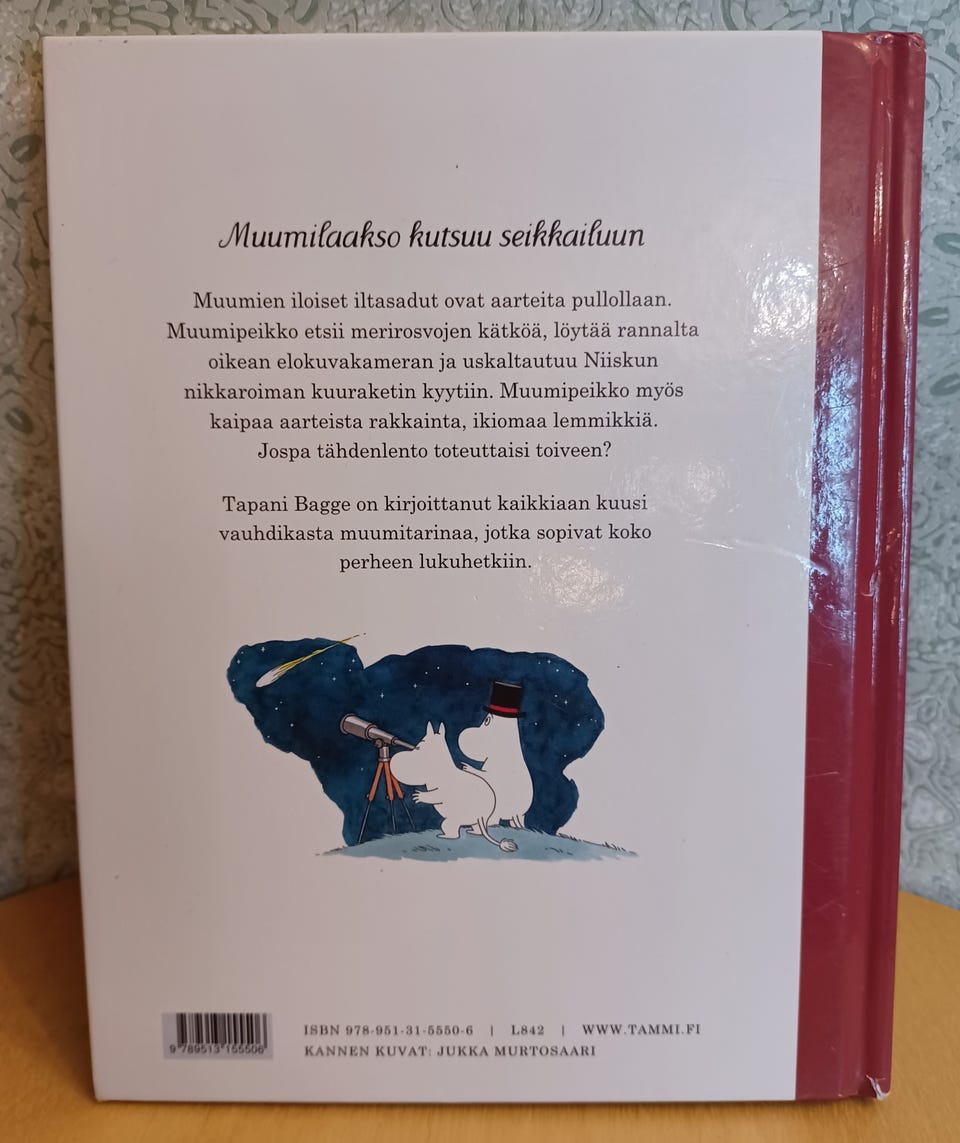 Muumilaakso kutsuu seikkailuun
Muumien iloiset iltasadut ovat aarteita pullollaan.
Muumipeikko etsii merirosvojen kätköä, löytää rannalta
oikean elokuvakameran ja uskaltautuu Niiskun
nikkaroiman kuuraketin kyytiin. Muumipeikko myös
kaipaa aarteista rakkainta, ikiomaa lemmikkiä.
Jospa tähdenlento toteuttaisi toiveen?
Tapani Bagge on kirjoittanut kaikkiaan kuusi
vauhdikasta muumitarinaa, jotka sopivat koko
perheen lukuhetkiin.
9 789513 155506
ISBN 978-951-31-5550-6 | L842 | WWW.TAMMI.FI
KANNEN KUVAT: JUKKA MURTOSAARI